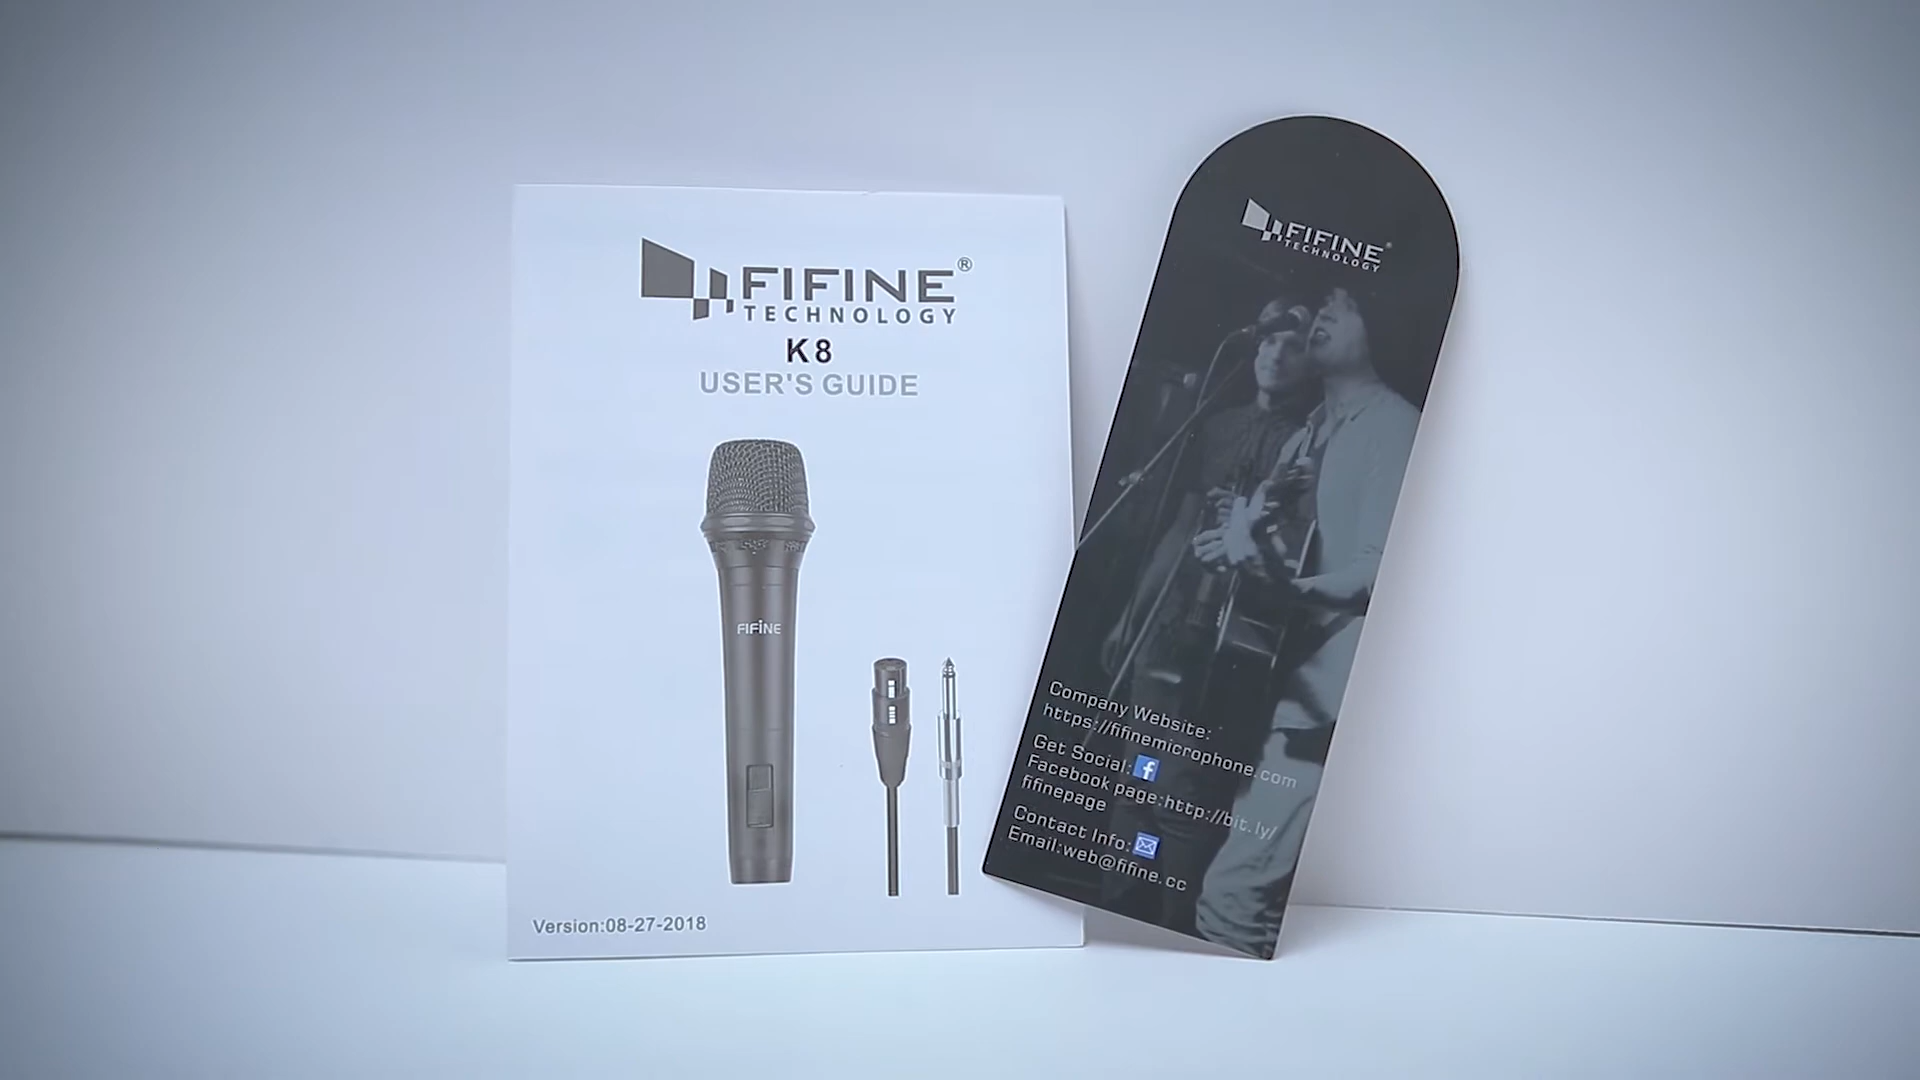 FIFINE®
TECHNOLOGY
K8
USER'S GUIDE
FIFINE
Version:08-27-2018
FIFINE
TECHNOLOGY
Company Website:
https://fifinemicrophone.com
Get Social:
Facebook page:http://bit.ly/
fifinepage
Contact Info:
Email:web@fifine.cc